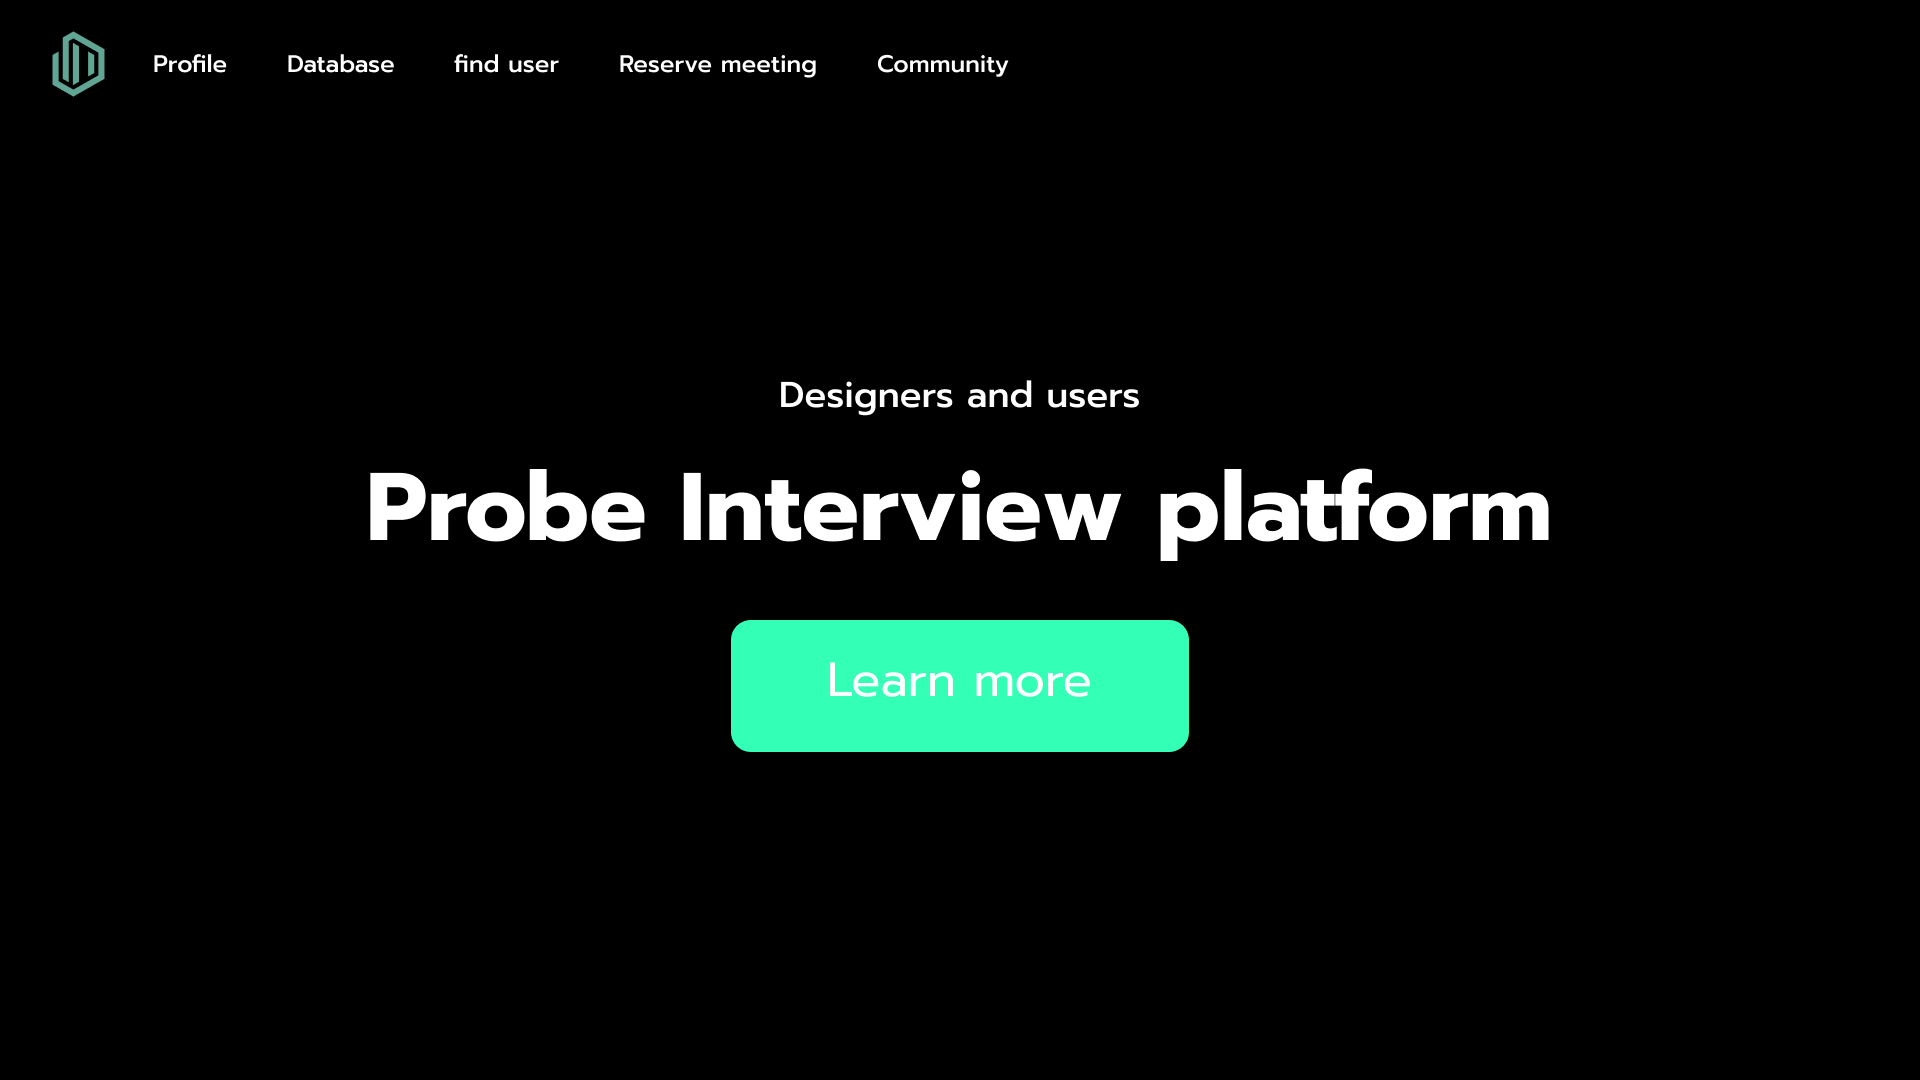 Profile Database find user Reserve meeting Community
Designers and users
Probe Interview platform
Learn more